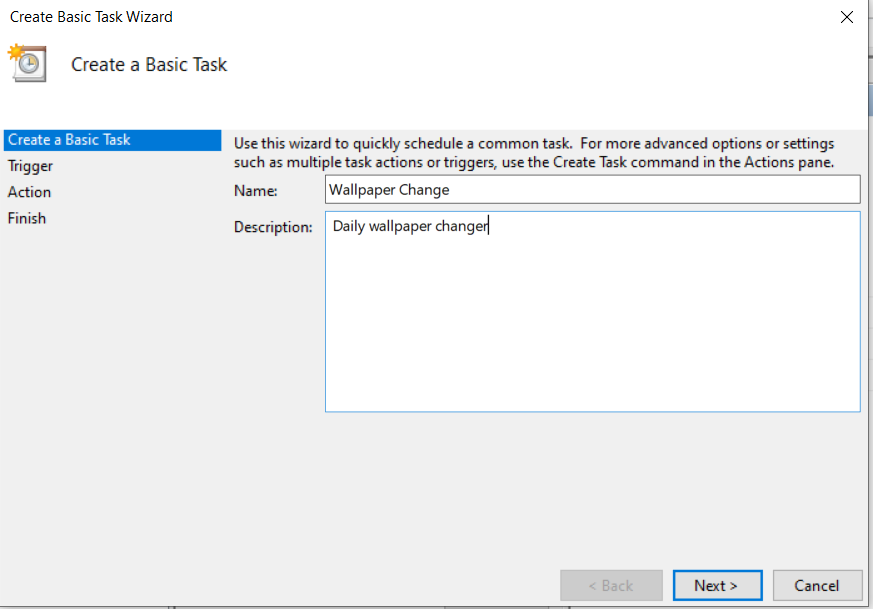 Create Basic Task Wizard
Create a Basic Task
Create a Basic Task
Trigger
Action
Finish
Use this wizard to quickly schedule a common task.  For more advanced options or settings
such as multiple task actions or triggers, use the Create Task command in the Actions pane.
Name:
Wallpaper Change
Description:
Daily wallpaper changer
< Back
Next >
Cancel